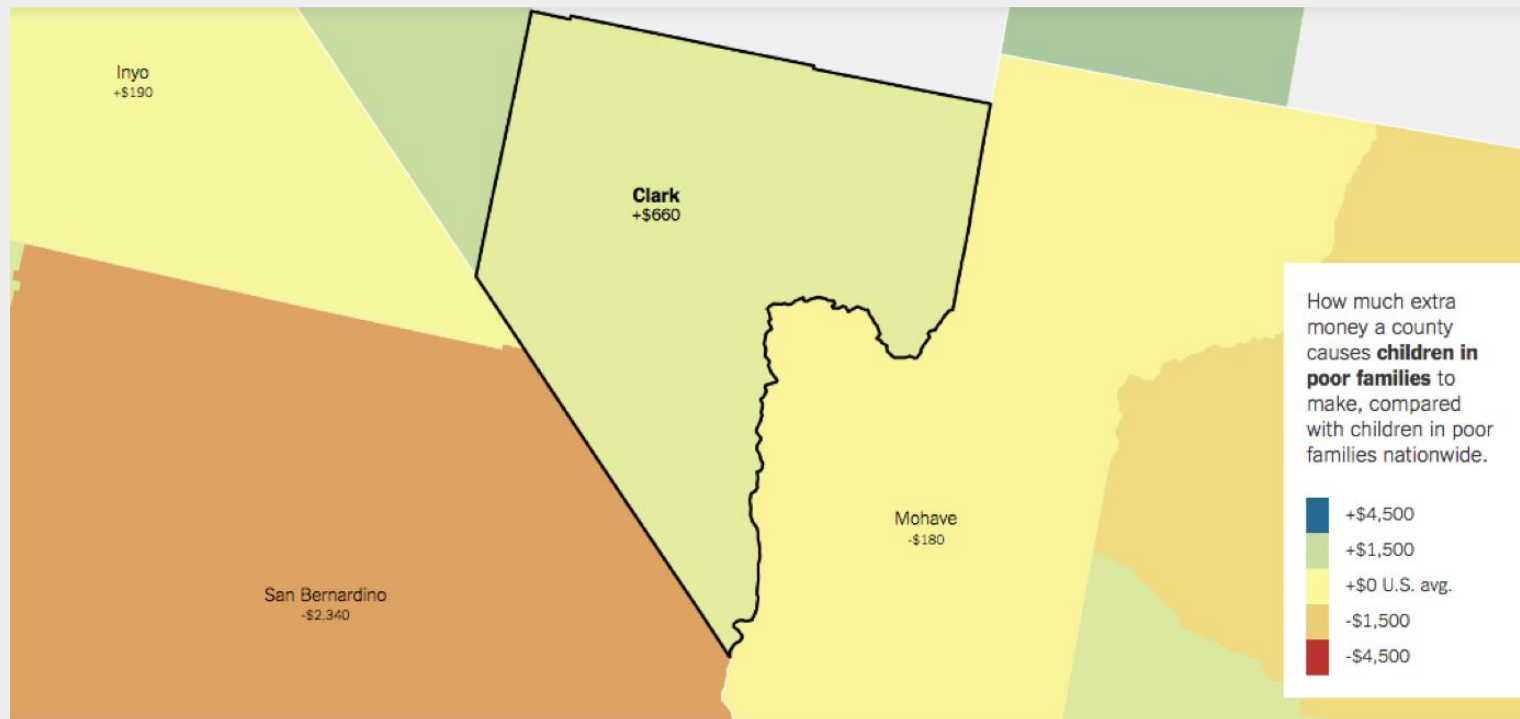 Inyo
+$190
Clark
+$660
How much extra
money a county
causes children in
poor families to
make, compared
with children in poor
families nationwide.
+$4,500
+$1,500
+$0 U.S. avg.
-$1,500
-$4,500
Mohave
-$180
San Bernardino
-$2,340